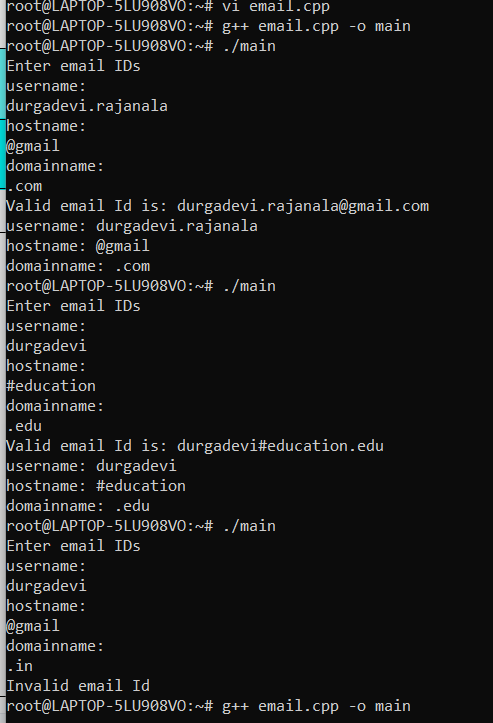 root@LAPTOP-5LU908VO:~# vi email.cpp
root@LAPTOP-5LU908VO:~# g++ email.cpp -o main
root@LAPTOP-5LU908VO:~# ./main
Enter email IDs
username:
durgadevi.rajanala
hostname:
@gmail
domainname:
.com
Valid email Id is: durgadevi.rajanala@gmail.com
username: durgadevi.rajanala
hostname: @gmail
domainname: .com
root@LAPTOP-5LU908VO:~# ./main
Enter email IDs
username:
durgadevi
hostname:
#education
domainname:
.edu
Valid email Id is: durgadevi#education.edu
username: durgadevi
hostname: #education
domainname: .edu
root@LAPTOP-5LU908VO:~# ./main
Enter email IDs
username:
durgadevi
hostname:
@gmail
domainname:
.in
Invalid email Id
root@LAPTOP-5LU908VO:~# g++ email.cpp -o main